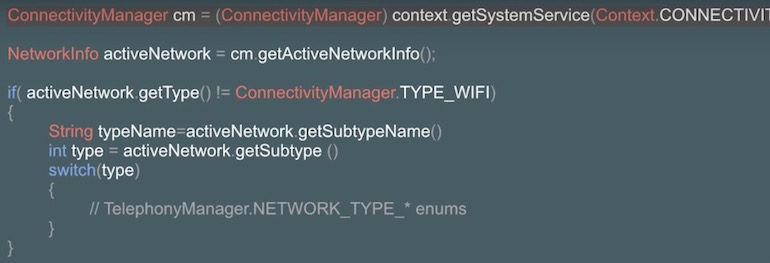 ConnectivityManager cm = (ConnectivityManager) context.getSystemService(Context.CONNECTIVIT
NetworkInfo activeNetwork = cm.getActiveNetworkInfo();
if( activeNetwork.getType() != ConnectivityManager.TYPE_WIFI)
{
String typeName=activeNetwork.getSubtypeName()
int type = activeNetwork.getSubtype ()
switch(type)
{
// TelephonyManager.NETWORK_TYPE_* enums
}
}